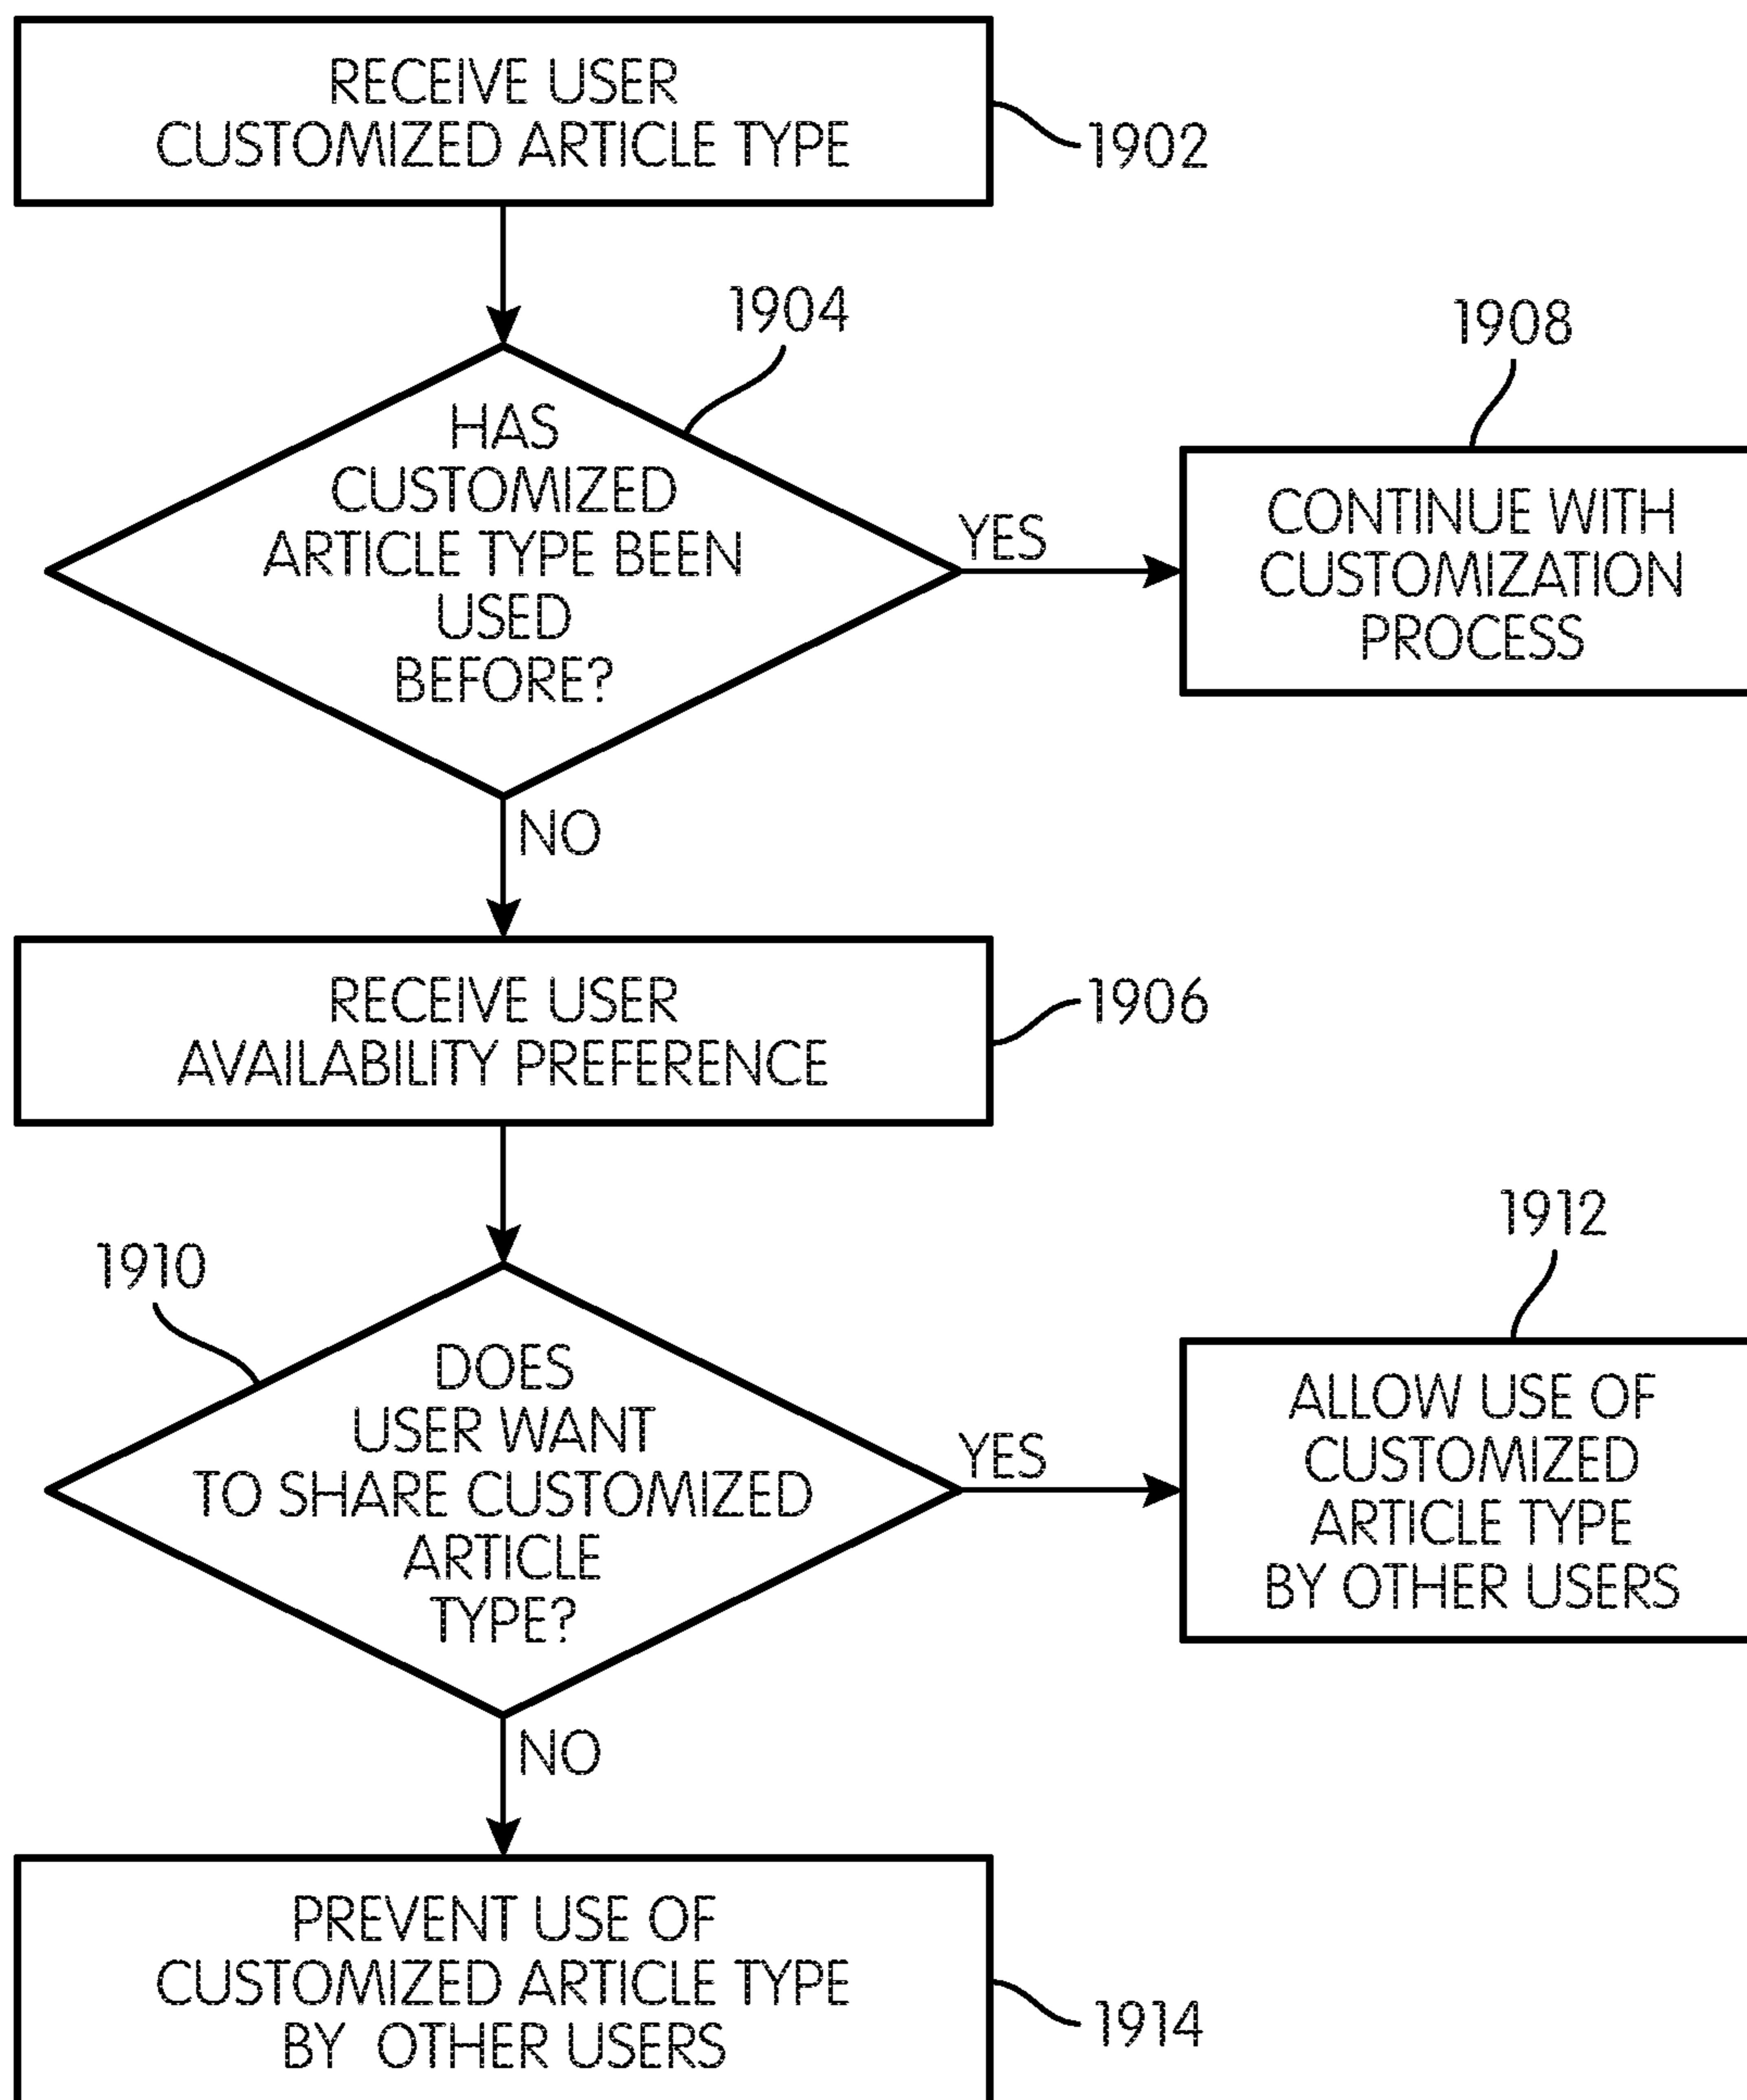 RECEIVE USER
CUSTOMIZED ARTICLE TYPE
1902
1904
HAS
CUSTOMIZED
ARTICLE TYPE BEEN
USED
BEFORE?
YES
1908
CONTINUE WITH
CUSTOMIZATION
PROCESS
NO
RECEIVE USER
AVAILABILITY PREFERENCE
1906
1910
DOES
USER WANT
TO SHARE CUSTOMIZED
ARTICLE
TYPE?
YES
1912
ALLOW USE OF
CUSTOMIZED
ARTICLE TYPE
BY OTHER USERS
NO
PREVENT USE OF
CUSTOMIZED ARTICLE TYPE
BY OTHER USERS
1914